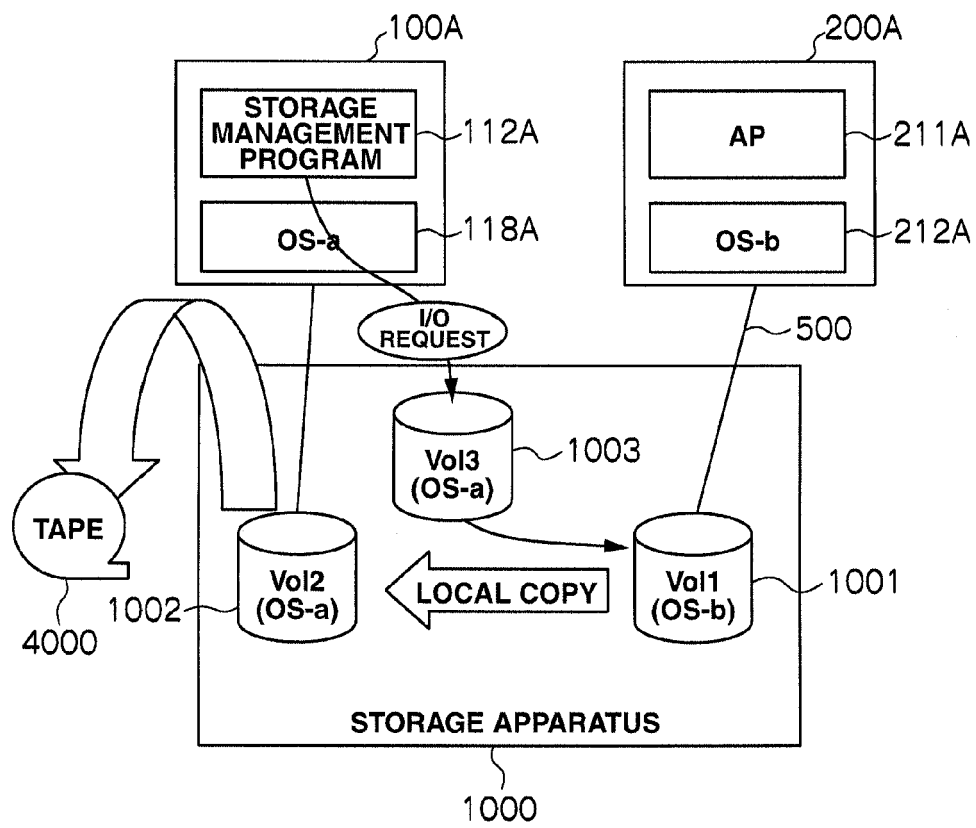 100A
200A
STORAGE
MANAGEMENT
PROGRAM
112A
AP
211A
OS-a
118A
OS-b
212A
I/O
REQUEST
500
Vol3
(OS-a)
1003
TAPE
4000
Vol2
(OS-a)
1002
LOCAL COPY
Vol1
(OS-b)
1001
STORAGE APPARATUS
1000